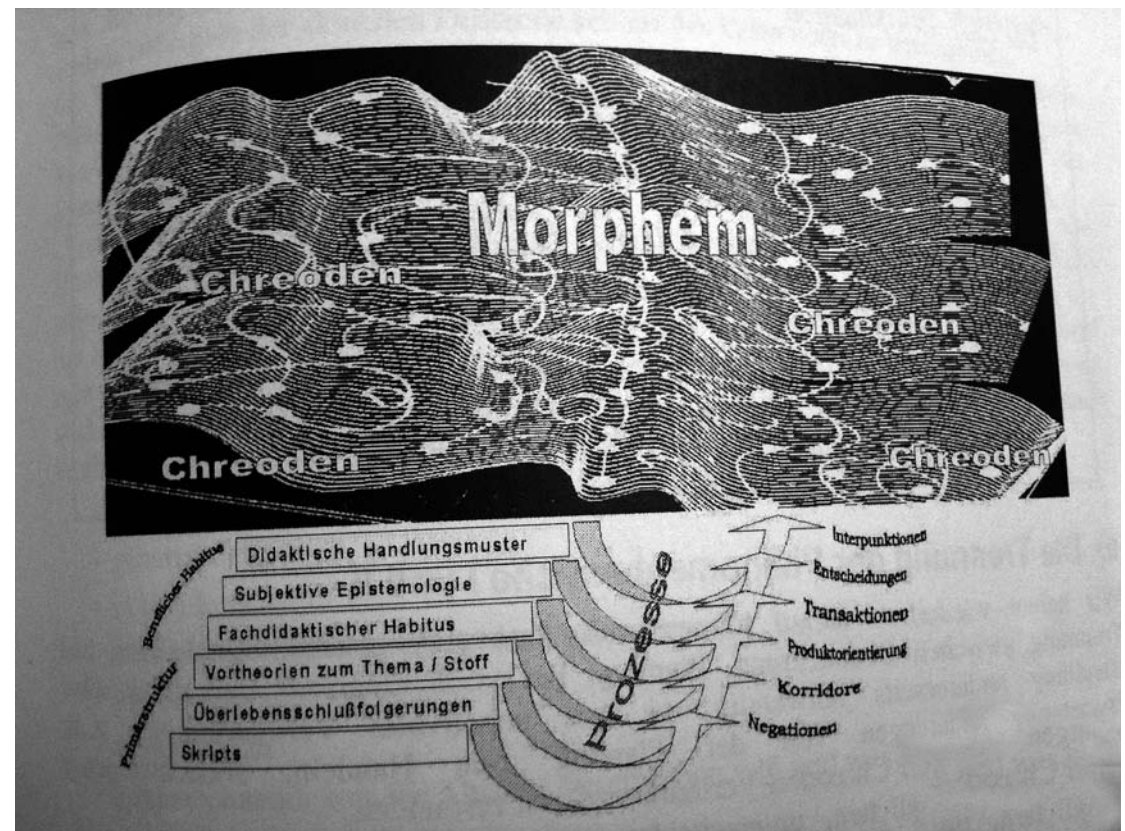 Morphem
Chreoden
Chreoden
Chreoden
Chreoden
Beruflicher Habitus
Didaktische Handlungsmuster
Subjektive Epistemologie
Fachdidaktischer Habitus
Primärstruktur
Vortheorien zum Thema / Stoff
Überlebensschlußfolgerungen
Skripts
Prozesse
Interpunktionen
Entscheidungen
Transaktionen
Produktorientierung
Korridore
Negationen